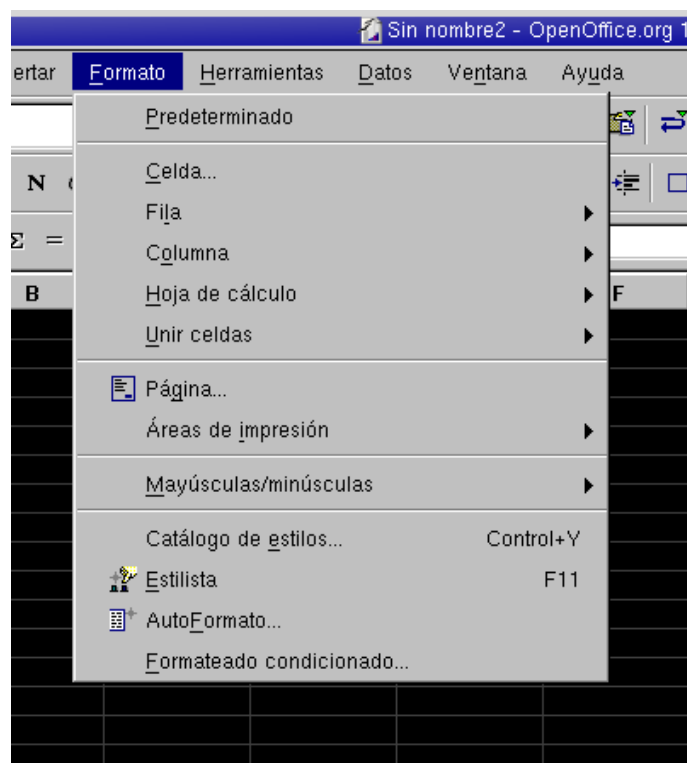 Sin nombre2 - OpenOffice.org 1
ertar Formato Herramientas Datos Ventana Ayuda
Predeterminado
N
Celda...
Fila
Σ =
Columna
B
Hoja de cálculo
F
Unir celdas
Página...
Áreas de impresión
Mayúsculas/minúsculas
Catálogo de estilos... Control+Y
Estilista F11
AutoFormato...
Formateado condicionado...